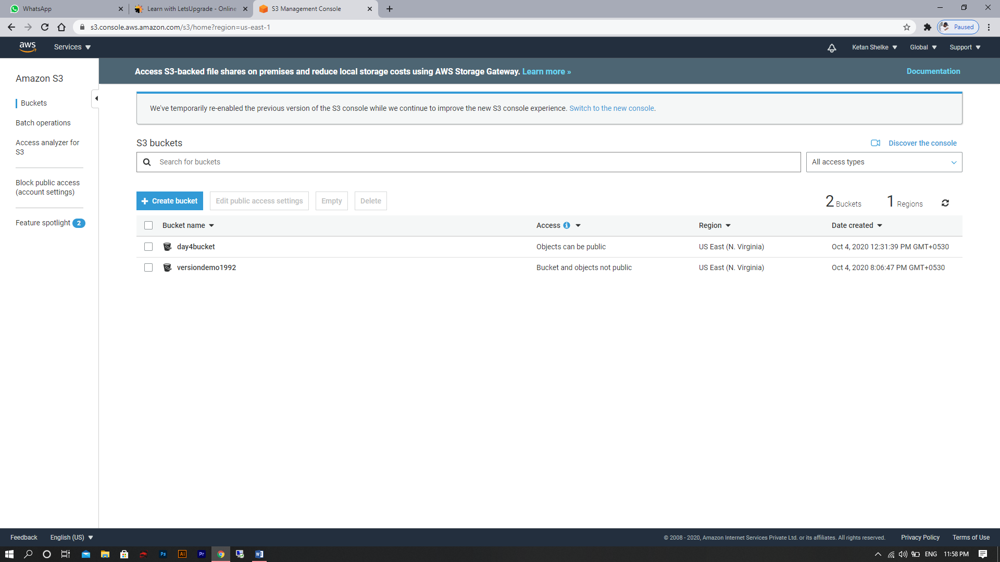 WhatsApp
Learn with LetsUpgrade - Online
S3 Management Console
s3.console.aws.amazon.com/s3/home?region=us-east-1
Paused
aws
Services
Ketan Shelke
Global
Support
Amazon S3
Buckets
Batch operations
Access analyzer for
S3
Block public access
(account settings)
Feature spotlight 2
Access S3-backed file shares on premises and reduce local storage costs using AWS Storage Gateway. Learn more »
Documentation
We've temporarily re-enabled the previous version of the S3 console while we continue to improve the new S3 console experience. Switch to the new console.
S3 buckets
Discover the console
Search for buckets
All access types
Create bucket
Edit public access settings
Empty
Delete
2 Buckets
1 Regions
Bucket name Access Region Date created
day4bucket Objects can be public US East (N. Virginia) Oct 4, 2020 12:31:39 PM GMT+0530
versiondemo1992 Bucket and objects not public US East (N. Virginia) Oct 4, 2020 8:06:47 PM GMT+0530
Feedback
English (US)
© 2008 - 2020, Amazon Internet Services Private Ltd. or its affiliates. All rights reserved.
Privacy Policy
Terms of Use
Ps
Ai
Pr
W
ENG
11:58 PM